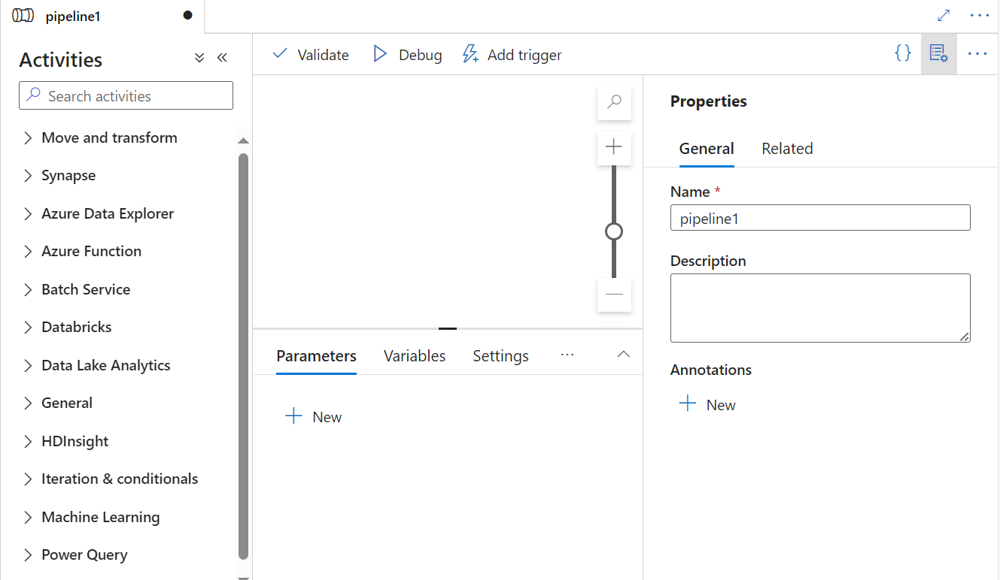 pipeline1
Activities
Search activities
Move and transform
Synapse
Azure Data Explorer
Azure Function
Batch Service
Databricks
Data Lake Analytics
General
HDInsight
Iteration & conditionals
Machine Learning
Power Query
Validate Debug Add trigger
Parameters Variables Settings
New
Properties
General Related
Name *
pipeline1
Description
Annotations
New